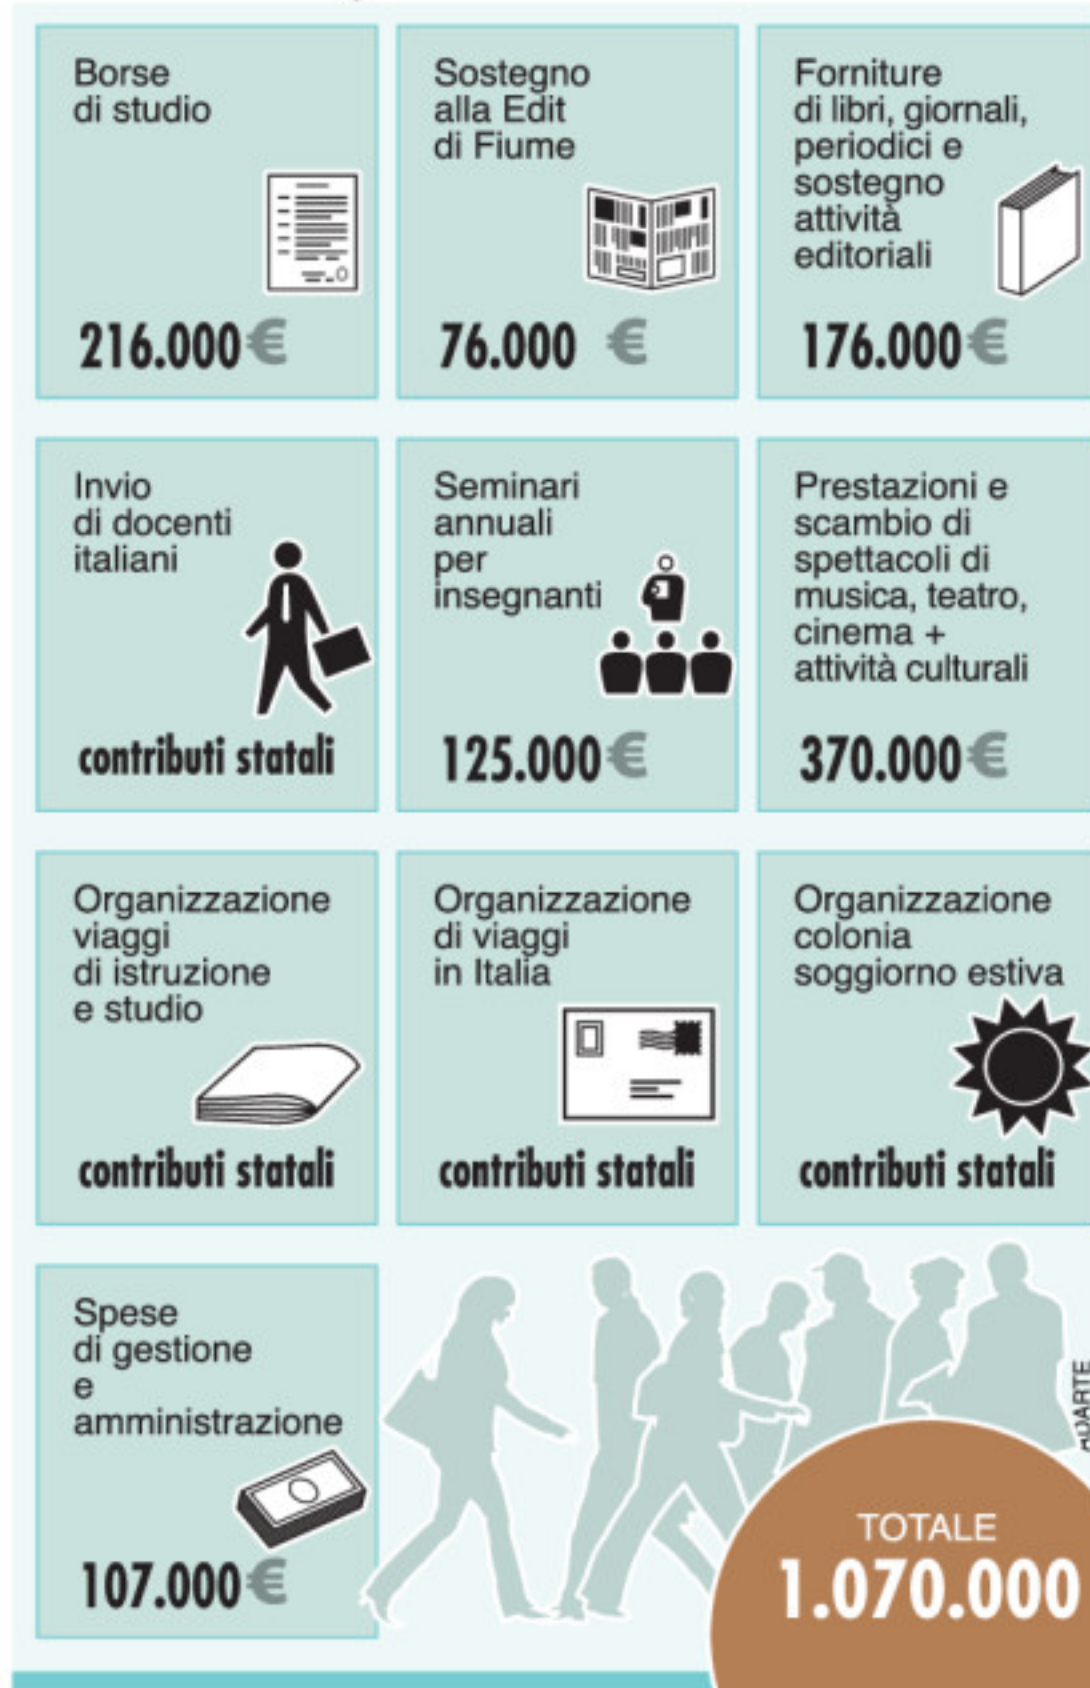 Borse
di studio
216.000 €
Sostegno
alla Edit
di Fiume
76.000 €
Forniture
di libri, giornali,
periodici e
sostegno
attività
editoriali
176.000 €
Invio
di docenti
italiani
contributi statali
Seminari
annuali
per
insegnanti
125.000 €
Prestazioni e
scambio di
spettacoli di
musica, teatro,
cinema +
attività culturali
370.000 €
Organizzazione
viaggi
di istruzione
e studio
contributi statali
Organizzazione
di viaggi
in Italia
contributi statali
Organizzazione
colonia
soggiorno estiva
contributi statali
Spese
di gestione
e
amministrazione
107.000 €
ADARTE
TOTALE
1.070.000